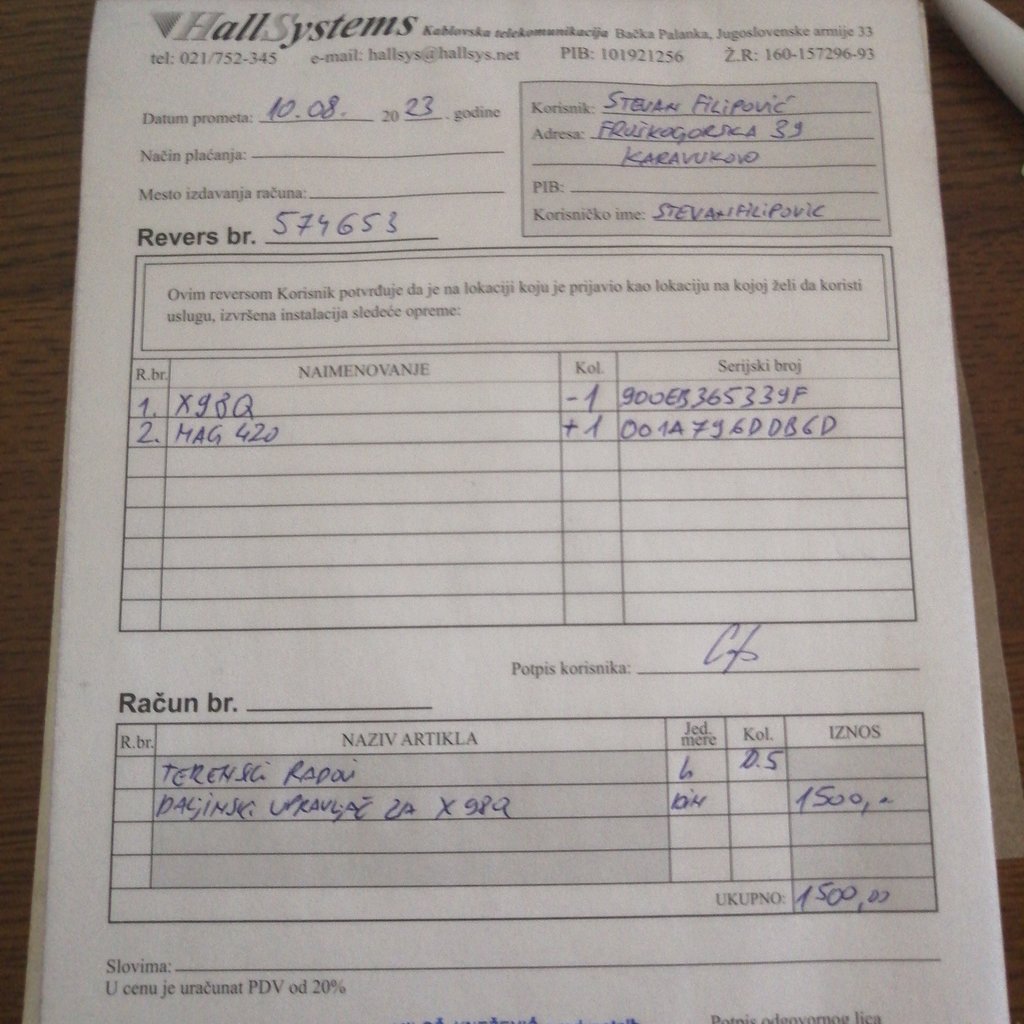 HallSystems Kablovska telekomunikacija Bačka Palanka, Jugoslovenske armije 33
tel: 021/752-345 e-mail: hallsys@hallsys.net PIB: 101921256 Ž.R: 160-157296-93
Datum prometa: 10.08. 2023. godine
Način plaćanja:
Mesto izdavanja računa:
Revers br. 574653
Korisnik: STEVAN FILIPOVIĆ
Adresa: FRUŠKOGORSKA 39
KARAVUKOVO
PIB:
Korisničko ime: STEVANFILIPOVIC
Ovim reversom Korisnik potvrđuje da je na lokaciji koju je prijavio kao lokaciju na kojoj želi da koristi
uslugu, izvršena instalacija sledeće opreme:
R.br. NAIMENOVANJE Kol. Serijski broj
1. X98Q -1 900EB365339F
2. MAG 420 +1 001A796DDB6D
Potpis korisnika:
Račun br.
R.br. NAZIV ARTIKLA Jed. mere Kol. IZNOS
TERENSKI RADOVI h 0.5
DALJINSKI UPRAVLJAČ ZA X98Q 1500,-
UKUPNO: 1500,00
Slovima:
U cenu je uračunat PDV od 20%
Potpis odgovornog lica